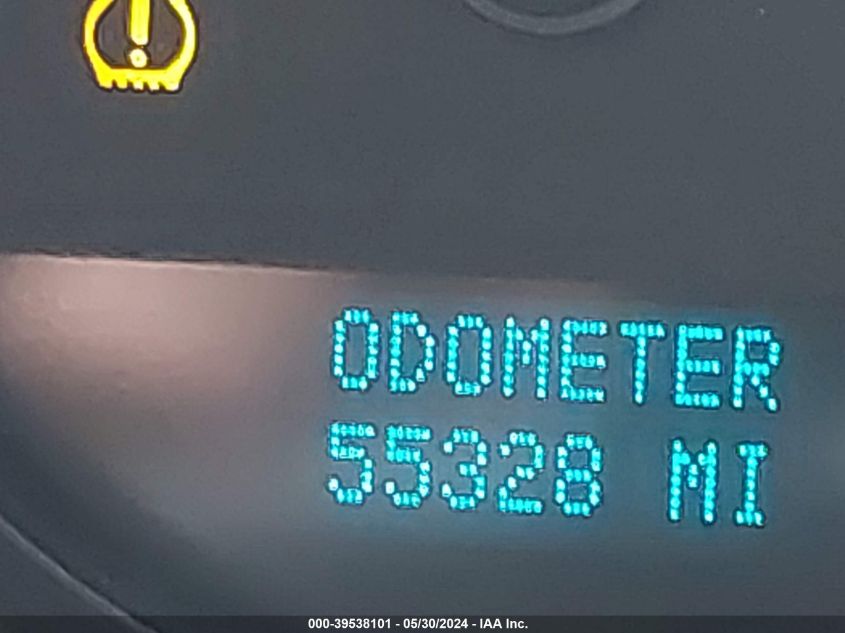 ODOMETER
55328 MI
000-39538101 - 05/30/2024 - IAA Inc.